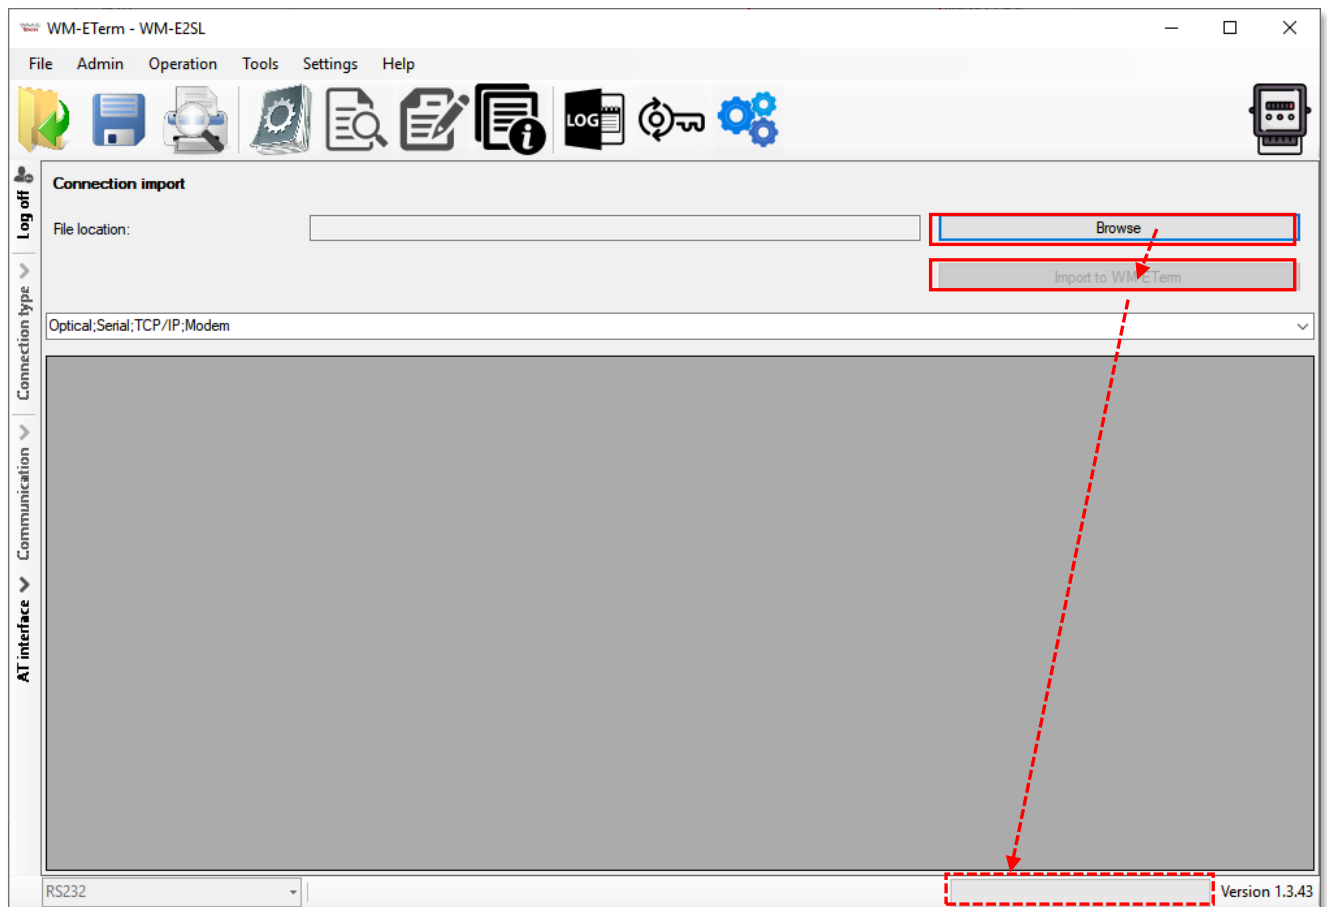 WM-ETerm - WM-E2SL
File Admin Operation Tools Settings Help
LOG
Log off
Connection type
Communication
AT interface
Connection import
File location:
Browse
Import to WM-ETerm
Optical;Serial;TCP/IP;Modem
RS232
Version 1.3.43